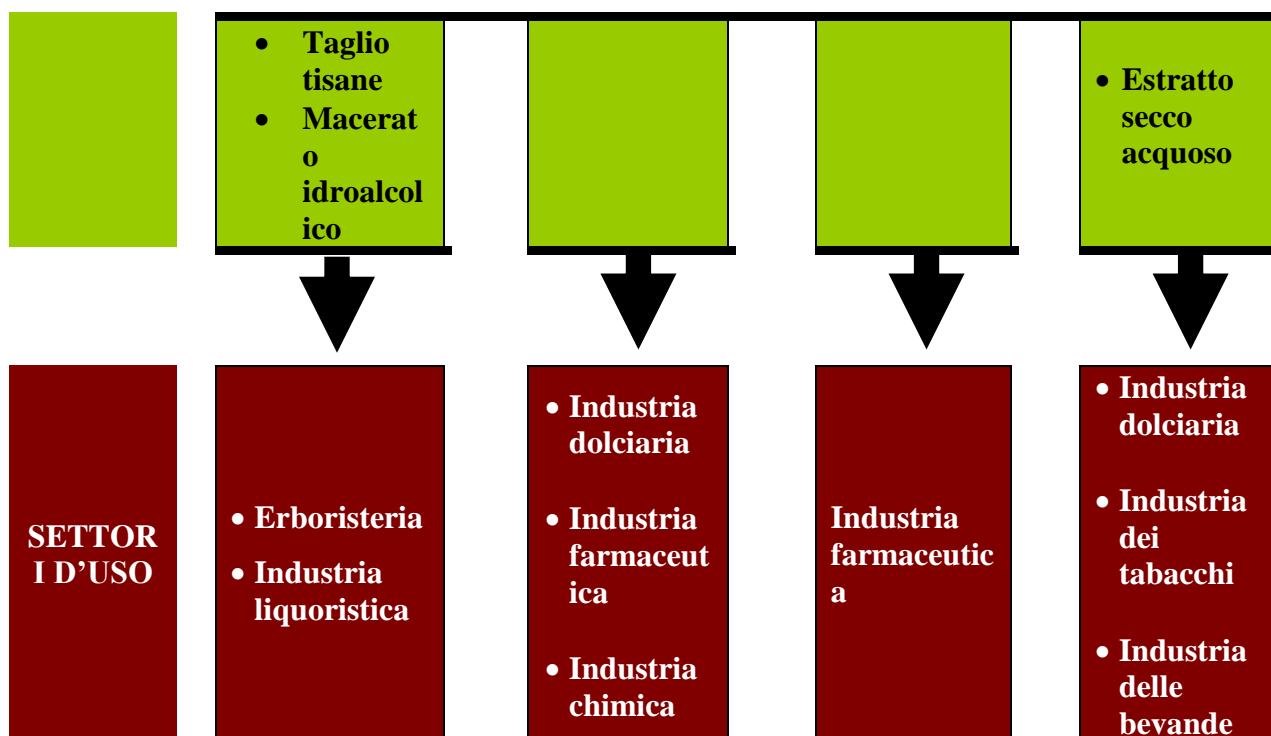 • Taglio
tisane
• Macerat
o
idroalcol
ico
• Estratto
secco
acquoso
SETTOR
I D’USO
• Erboristeria
• Industria
liquoristica
• Industria
dolciaria
• Industria
farmaceut
ica
• Industria
chimica
Industria
farmaceutic
a
• Industria
dolciaria
• Industria
dei
tabacchi
• Industria
delle
bevande